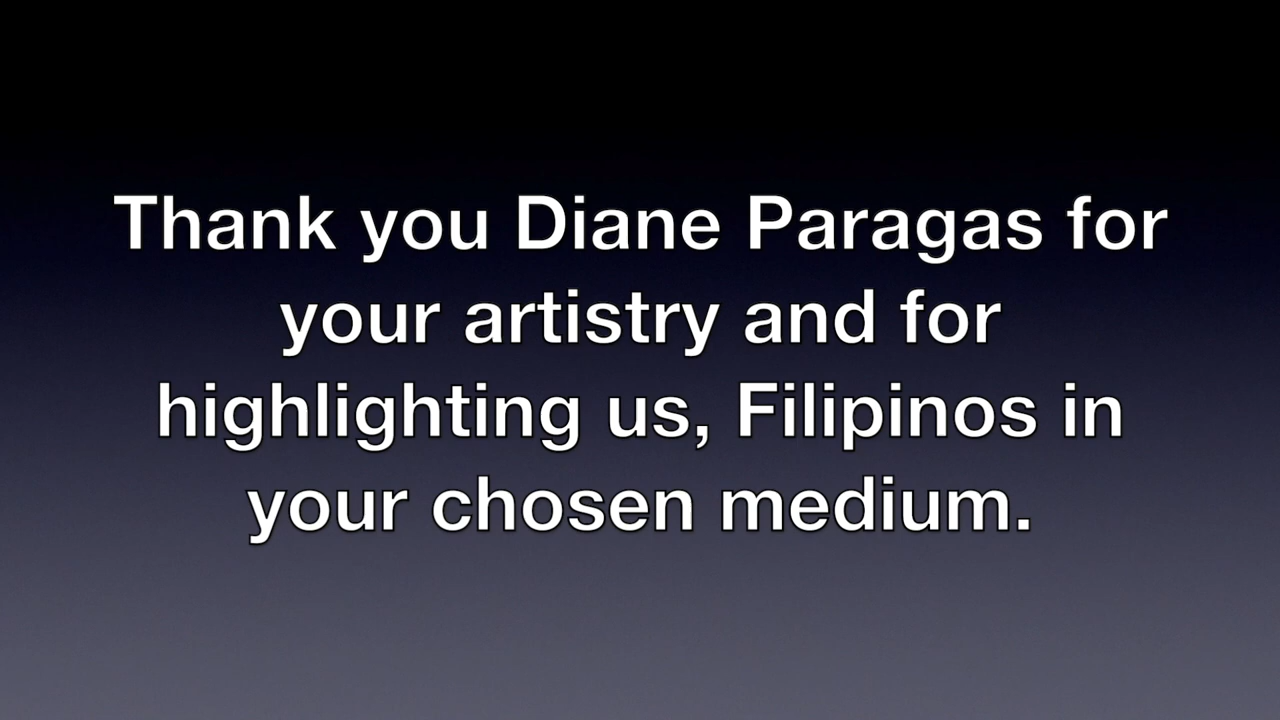 Thank you Diane Paragas for
your artistry and for
highlighting us, Filipinos in
your chosen medium.